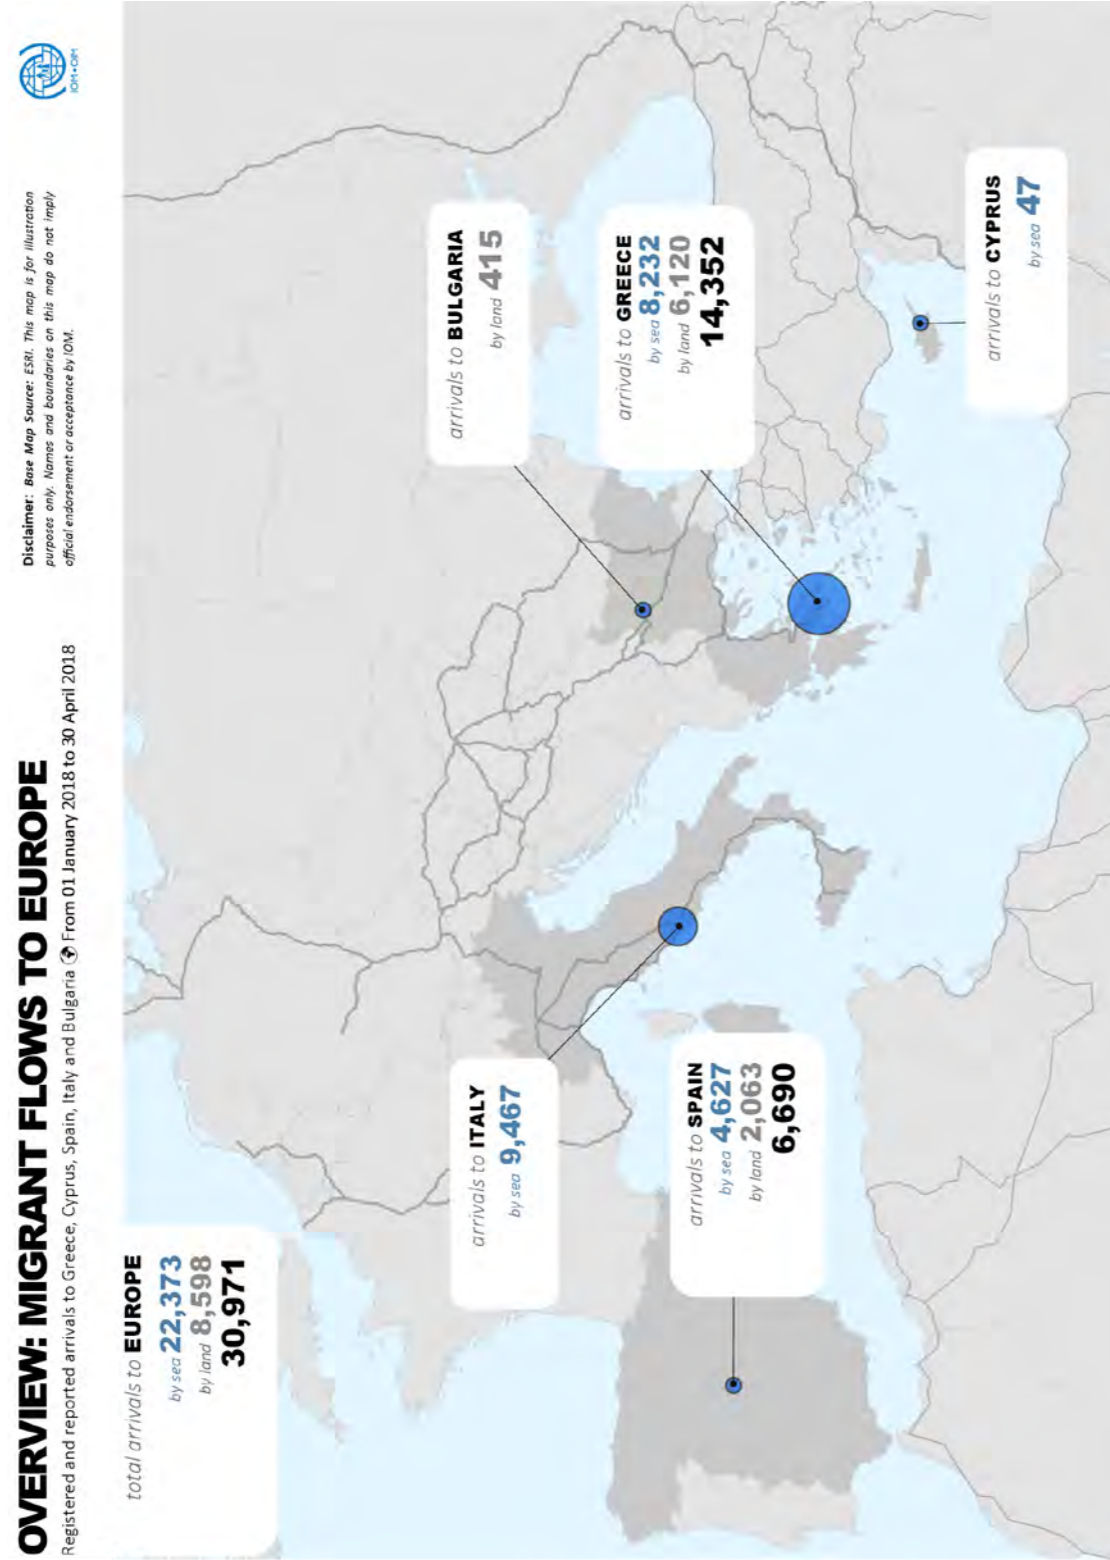 OVERVIEW: MIGRANT FLOWS TO EUROPE
Registered and reported arrivals to Greece, Cyprus, Spain, Italy and Bulgaria From 01 January 2018 to 30 April 2018
Disclaimer: Base Map Source: ESRI. This map is for illustration
purposes only. Names and boundaries on this map do not imply
official endorsement or acceptance by IOM.
IOM•OIM
total arrivals to EUROPE
by sea 22,373
by land 8,598
30,971
arrivals to ITALY
by sea 9,467
arrivals to BULGARIA
by land 415
arrivals to GREECE
by sea 8,232
by land 6,120
14,352
arrivals to SPAIN
by sea 4,627
by land 2,063
6,690
arrivals to CYPRUS
by sea 47